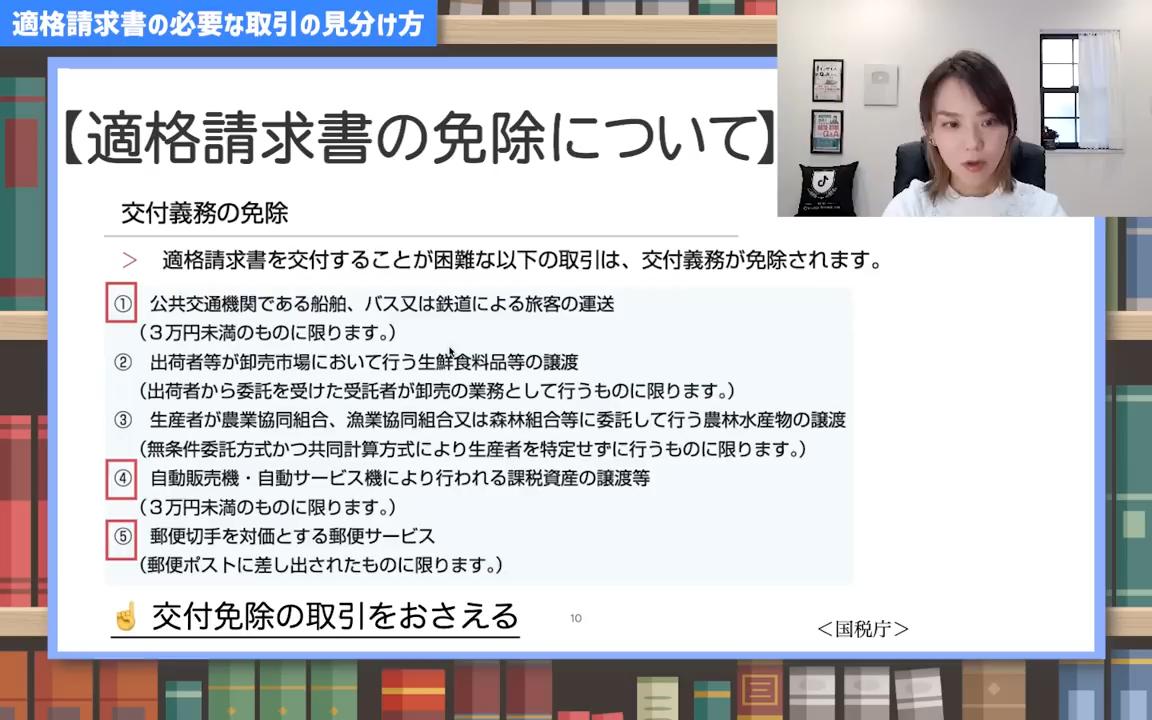 適格請求書の必要な取引の見分け方
【適格請求書の免除について】
交付義務の免除
＞ 適格請求書を交付することが困難な以下の取引は、交付義務が免除されます。
① 公共交通機関である船舶、バス又は鉄道による旅客の運送
（３万円未満のものに限ります。）
② 出荷者等が卸売市場において行う生鮮食料品等の譲渡
（出荷者から委託を受けた受託者が卸売の業務として行うものに限ります。）
③ 生産者が農業協同組合、漁業協同組合又は森林組合等に委託して行う農林水産物の譲渡
（無条件委託方式かつ共同計算方式により生産者を特定せずに行うものに限ります。）
④ 自動販売機・自動サービス機により行われる課税資産の譲渡等
（３万円未満のものに限ります。）
⑤ 郵便切手を対価とする郵便サービス
（郵便ポストに差し出されたものに限ります。）
☝ 交付免除の取引をおさえる
10
＜国税庁＞